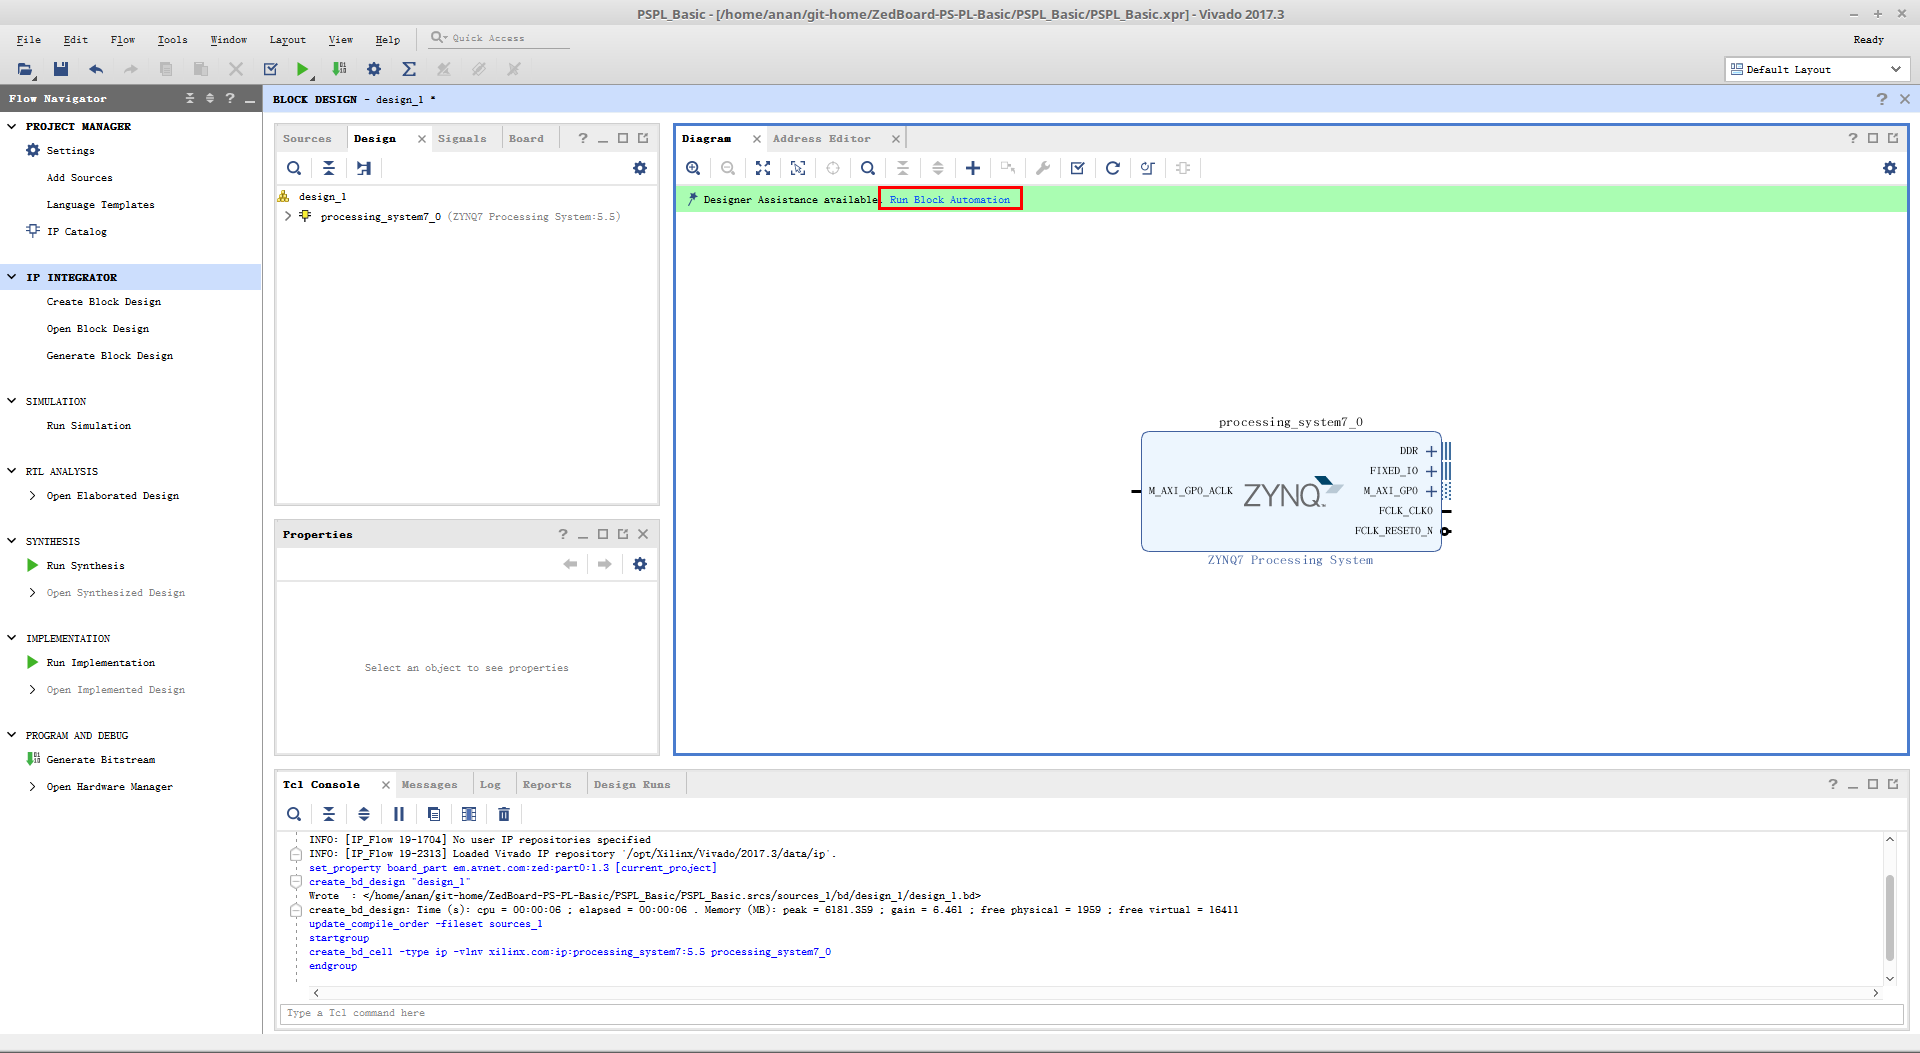 PSPL_Basic - [/home/anan/git-home/ZedBoard-PS-PL-Basic/PSPL_Basic/PSPL_Basic.xpr] - Vivado 2017.3
File Edit Flow Tools Window Layout View Help Quick Access Ready
Default Layout
Flow Navigator
PROJECT MANAGER
Settings
Add Sources
Language Templates
IP Catalog
IP INTEGRATOR
Create Block Design
Open Block Design
Generate Block Design
SIMULATION
Run Simulation
RTL ANALYSIS
Open Elaborated Design
SYNTHESIS
Run Synthesis
Open Synthesized Design
IMPLEMENTATION
Run Implementation
Open Implemented Design
PROGRAM AND DEBUG
Generate Bitstream
Open Hardware Manager
BLOCK DESIGN - design_1 *
Sources Design Signals Board
design_1
processing_system7_0 (ZYNQ7 Processing System:5.5)
Properties
Select an object to see properties
Diagram Address Editor
Designer Assistance available. Run Block Automation
processing_system7_0
DDR
FIXED_IO
M_AXI_GP0_ACLK ZYNQ M_AXI_GP0
FCLK_CLK0
FCLK_RESET0_N
ZYNQ7 Processing System
Tcl Console Messages Log Reports Design Runs
INFO: [IP_Flow 19-1704] No user IP repositories specified
INFO: [IP_Flow 19-2313] Loaded Vivado IP repository '/opt/Xilinx/Vivado/2017.3/data/ip'.
set_property board_part em.avnet.com:zed:part0:1.3 [current_project]
create_bd_design "design_1"
Wrote : </home/anan/git-home/ZedBoard-PS-PL-Basic/PSPL_Basic/PSPL_Basic.srcs/sources_1/bd/design_1/design_1.bd>
create_bd_design: Time (s): cpu = 00:00:06 ; elapsed = 00:00:06 . Memory (MB): peak = 6181.359 ; gain = 6.461 ; free physical = 1959 ; free virtual = 16411
update_compile_order -fileset sources_1
startgroup
create_bd_cell -type ip -vlnv xilinx.com:ip:processing_system7:5.5 processing_system7_0
endgroup
Type a Tcl command here